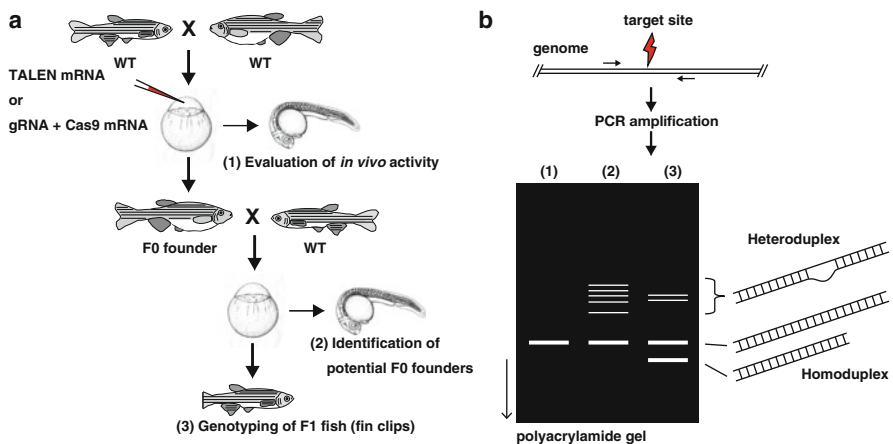 a
X
WT
WT
TALEN mRNA
or
gRNA + Cas9 mRNA
(1) Evaluation of in vivo activity
X
F0 founder
WT
(2) Identification of
potential F0 founders
(3) Genotyping of F1 fish (fin clips)
b
target site
genome
PCR amplification
(1)
(2)
(3)
Heteroduplex
Homoduplex
polyacrylamide gel